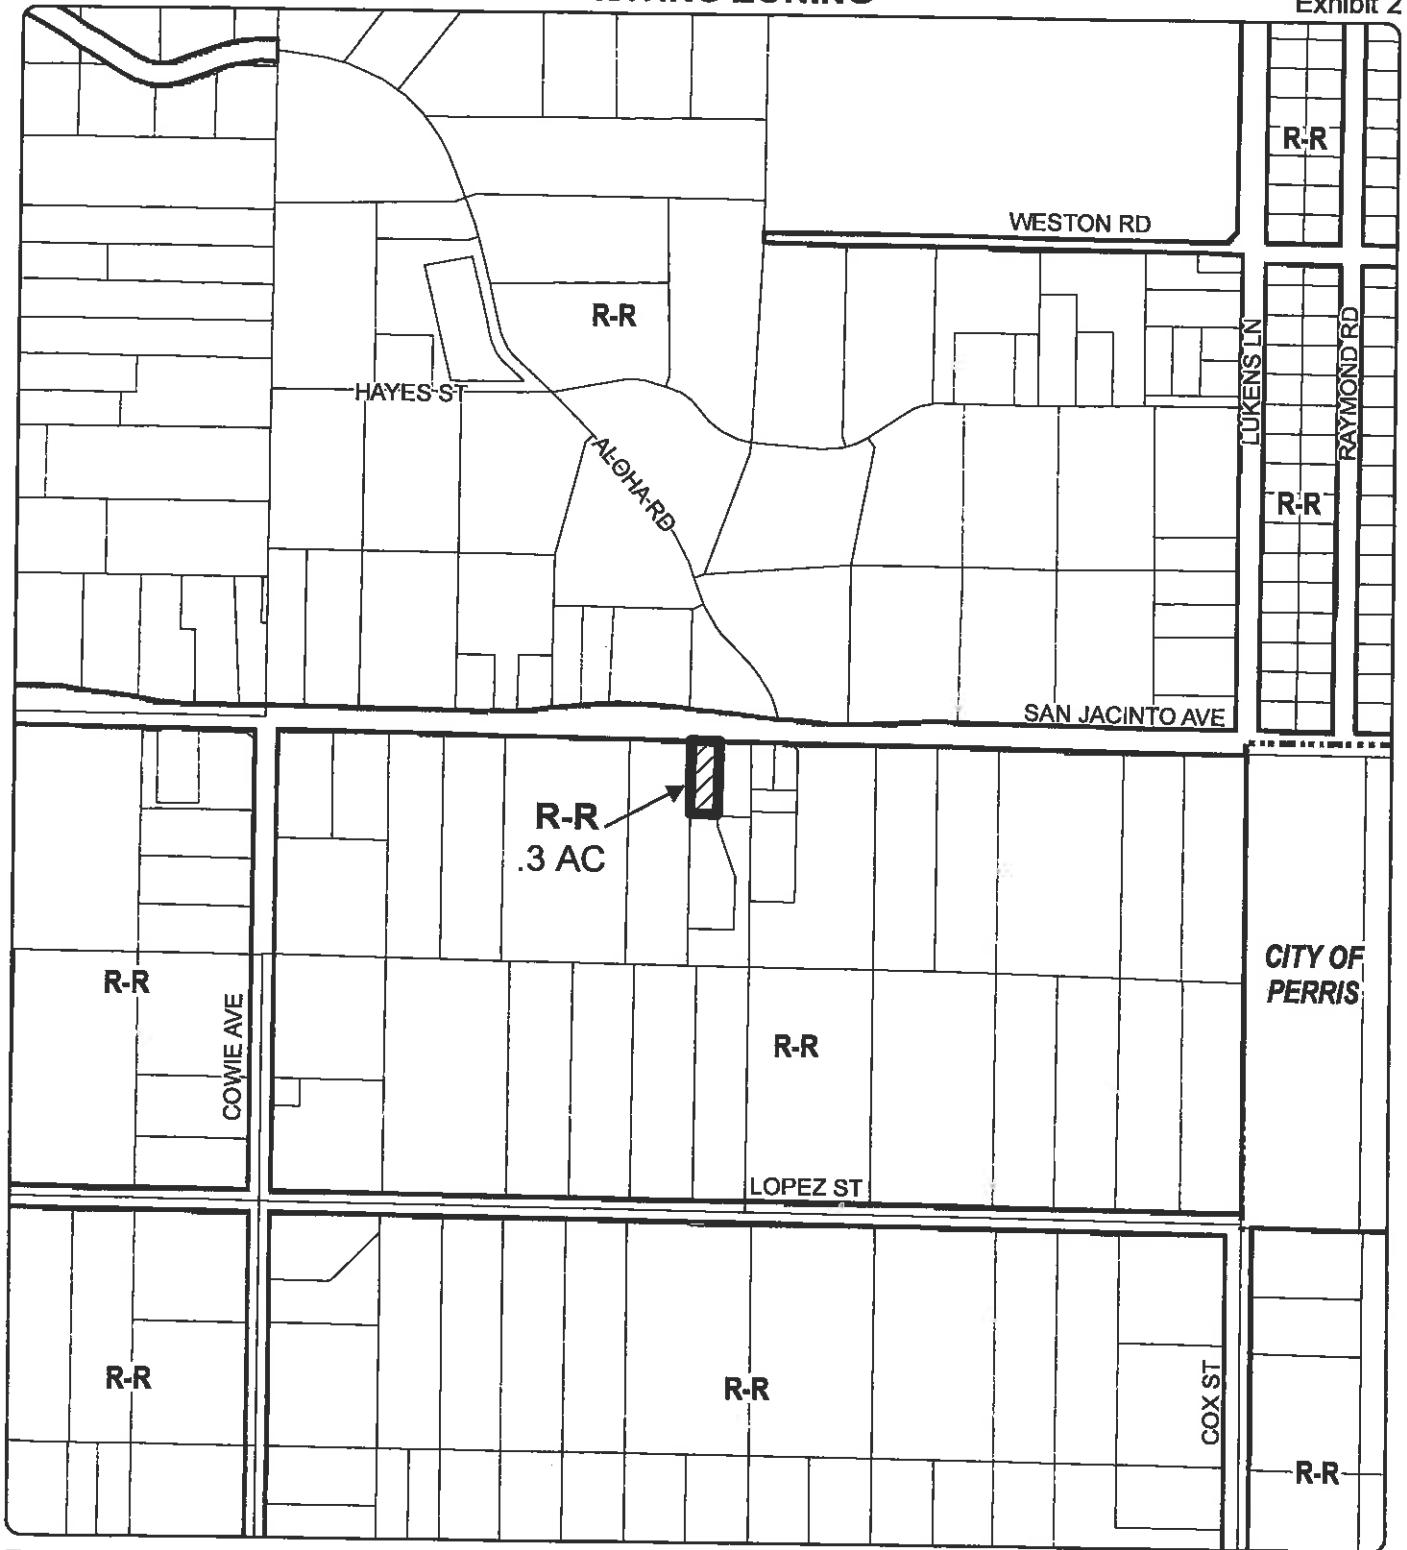 ZONING
Exhibit 2
R-R
WESTON RD
R-R
LUKENS LN
RAYMOND RD
HAYES ST
ALOHA RD
R-R
SAN JACINTO AVE
R-R
.3 AC
CITY OF
PERRIS
R-R
COWIE AVE
R-R
LOPEZ ST
R-R
R-R
COX ST
R-R